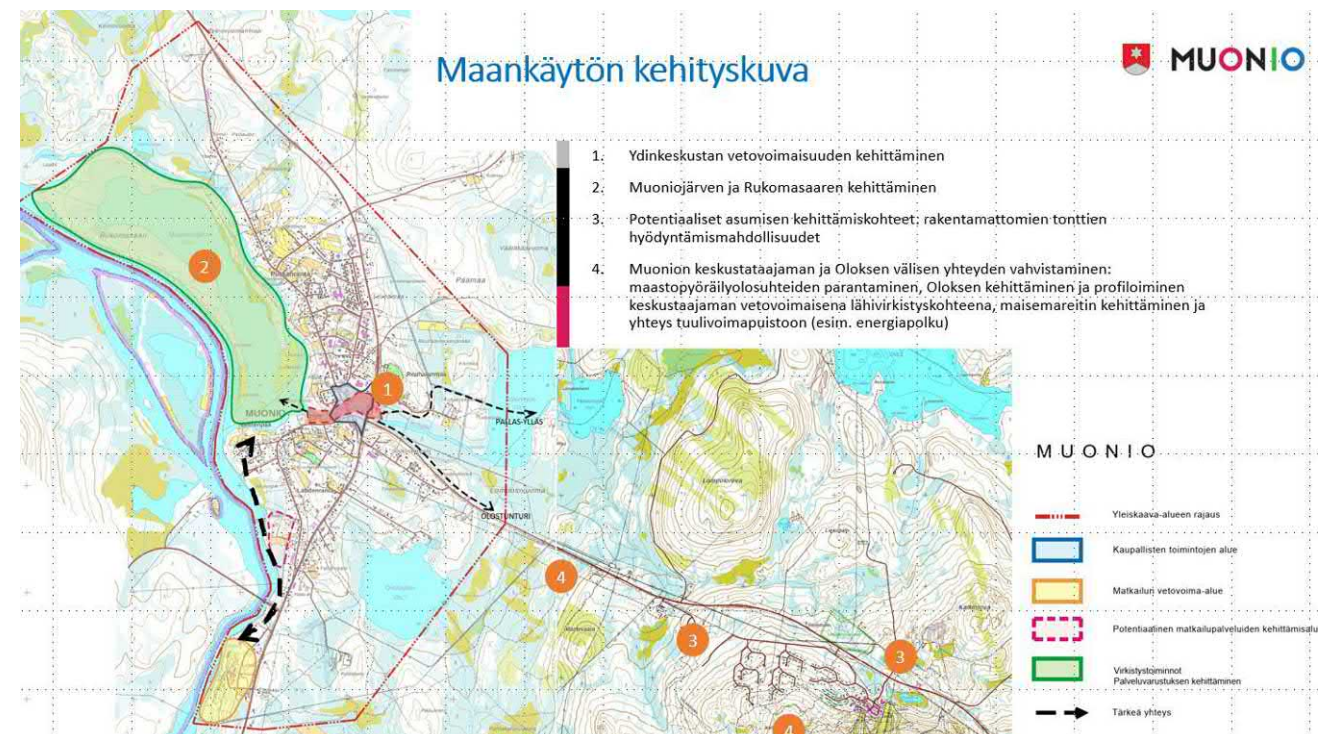 Maankäytön kehityskuva
MUONIO
1. Ydinkeskustan vetovoimaisuuden kehittäminen
2. Muoniojärven ja Rukomasaaren kehittäminen
3. Potentiaaliset asumisen kehittämiskohteet: rakentamattomien tonttien
hyödyntämismahdollisuudet
4. Muonion keskustataajaman ja Oloksen välisen yhteyden vahvistaminen:
maastopyöräilyolosuhteiden parantaminen, Oloksen kehittäminen ja profiloiminen
keskustaajaman vetovoimaisena lähivirkistyskohteena, maisemareitin kehittäminen ja
yhteys tuulivoimapuistoon (esim. energiapolku)
2
1
MUONIO
PALLAS-YLLÄS
OLOSTUNTURI
4
3
3
4
MUONIO
Yleiskaava-alueen rajaus
Kaupallisten toimintojen alue
Matkailun vetovoima-alue
Potentiaalinen matkailupalveluiden kehittämisalu
Virkistystoiminnot
Palveluvarustuksen kehittäminen
Tärkeä yhteys